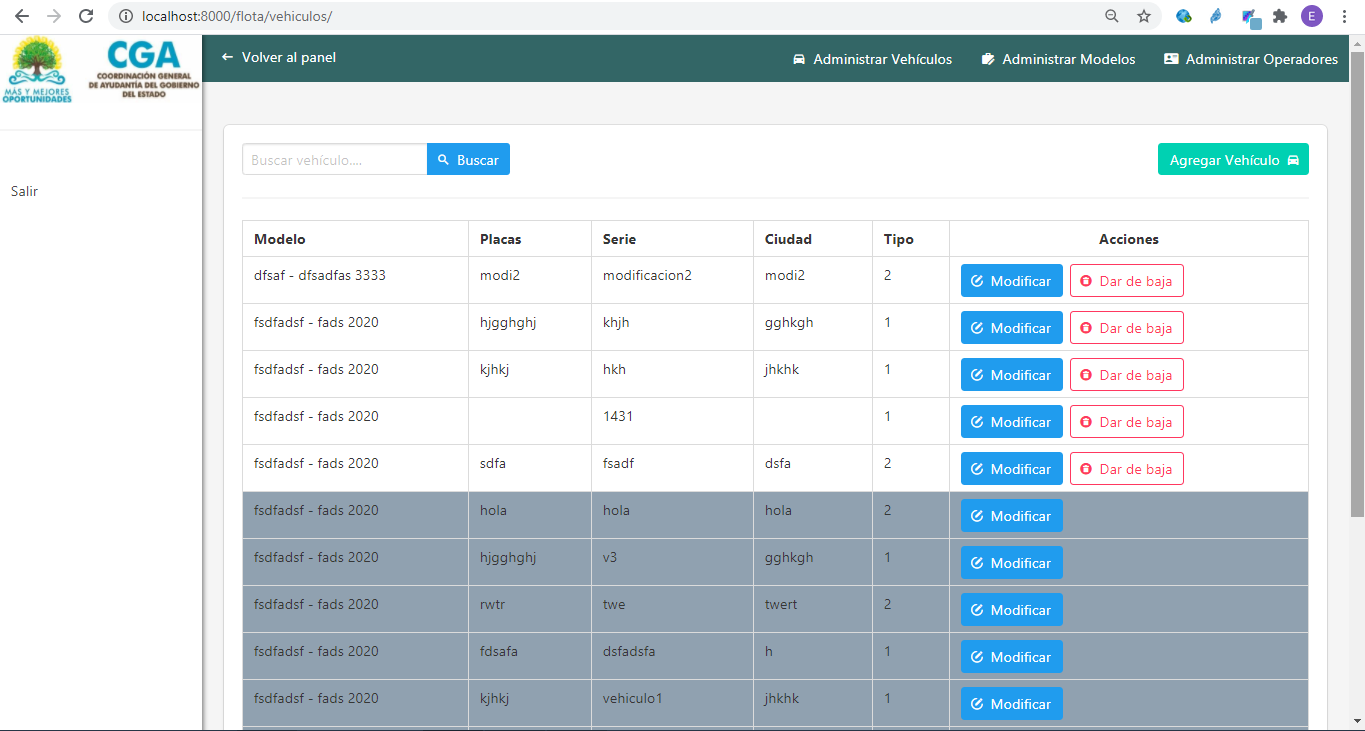 localhost:8000/flota/vehiculos/
E
MÁS Y MEJORES
OPORTUNIDADES
CGA
COORDINACIÓN GENERAL
DE AYUDANTÍA DEL GOBIERNO
DEL ESTADO
Volver al panel
Administrar Vehículos
Administrar Modelos
Administrar Operadores
Salir
Buscar vehículo....
Buscar
Agregar Vehículo
Modelo Placas Serie Ciudad Tipo Acciones
dfsaf - dfsadfas 3333 modi2 modificacion2 modi2 2 Modificar Dar de baja
fsdfadsf - fads 2020 hjgghghj khjh gghkgh 1 Modificar Dar de baja
fsdfadsf - fads 2020 kjhkj hkh jhkhk 1 Modificar Dar de baja
fsdfadsf - fads 2020 1431 1 Modificar Dar de baja
fsdfadsf - fads 2020 sdfa fsadf dsfa 2 Modificar Dar de baja
fsdfadsf - fads 2020 hola hola hola 2 Modificar
fsdfadsf - fads 2020 hjgghghj v3 gghkgh 1 Modificar
fsdfadsf - fads 2020 rwtr twe twert 2 Modificar
fsdfadsf - fads 2020 fdsafa dsfadsfa h 1 Modificar
fsdfadsf - fads 2020 kjhkj vehiculo1 jhkhk 1 Modificar